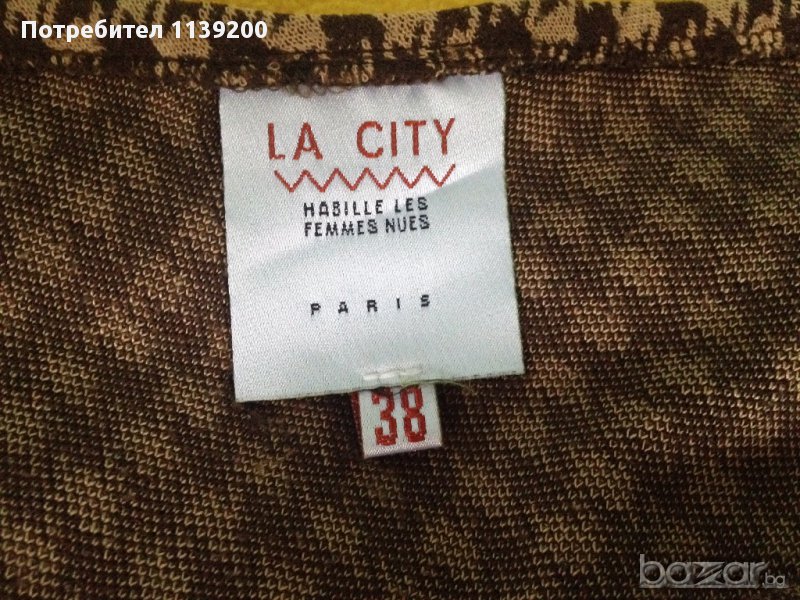 Потребител 1139200
LA CITY
HABILLE LES
FEMMES NUES
PARIS
38
bazar.bg